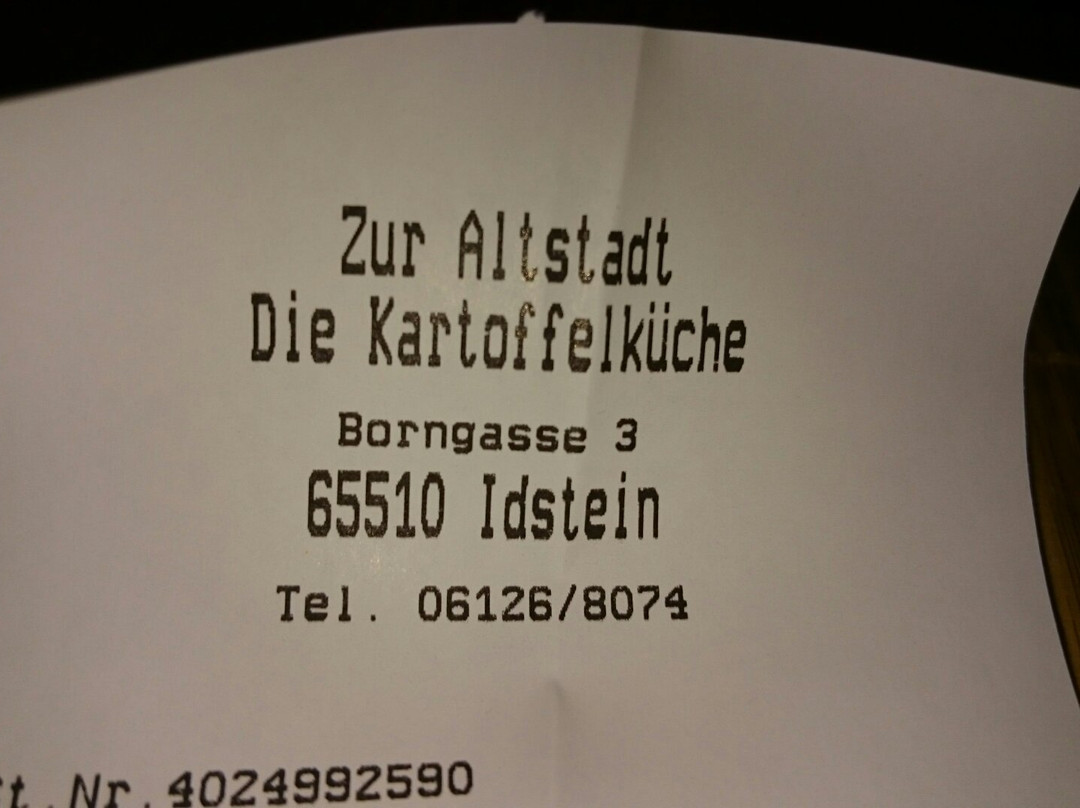 Zur Altstadt
Die Kartoffelküche
Borngasse 3
65510 Idstein
Tel. 06126/8074
t.Nr.4024992590